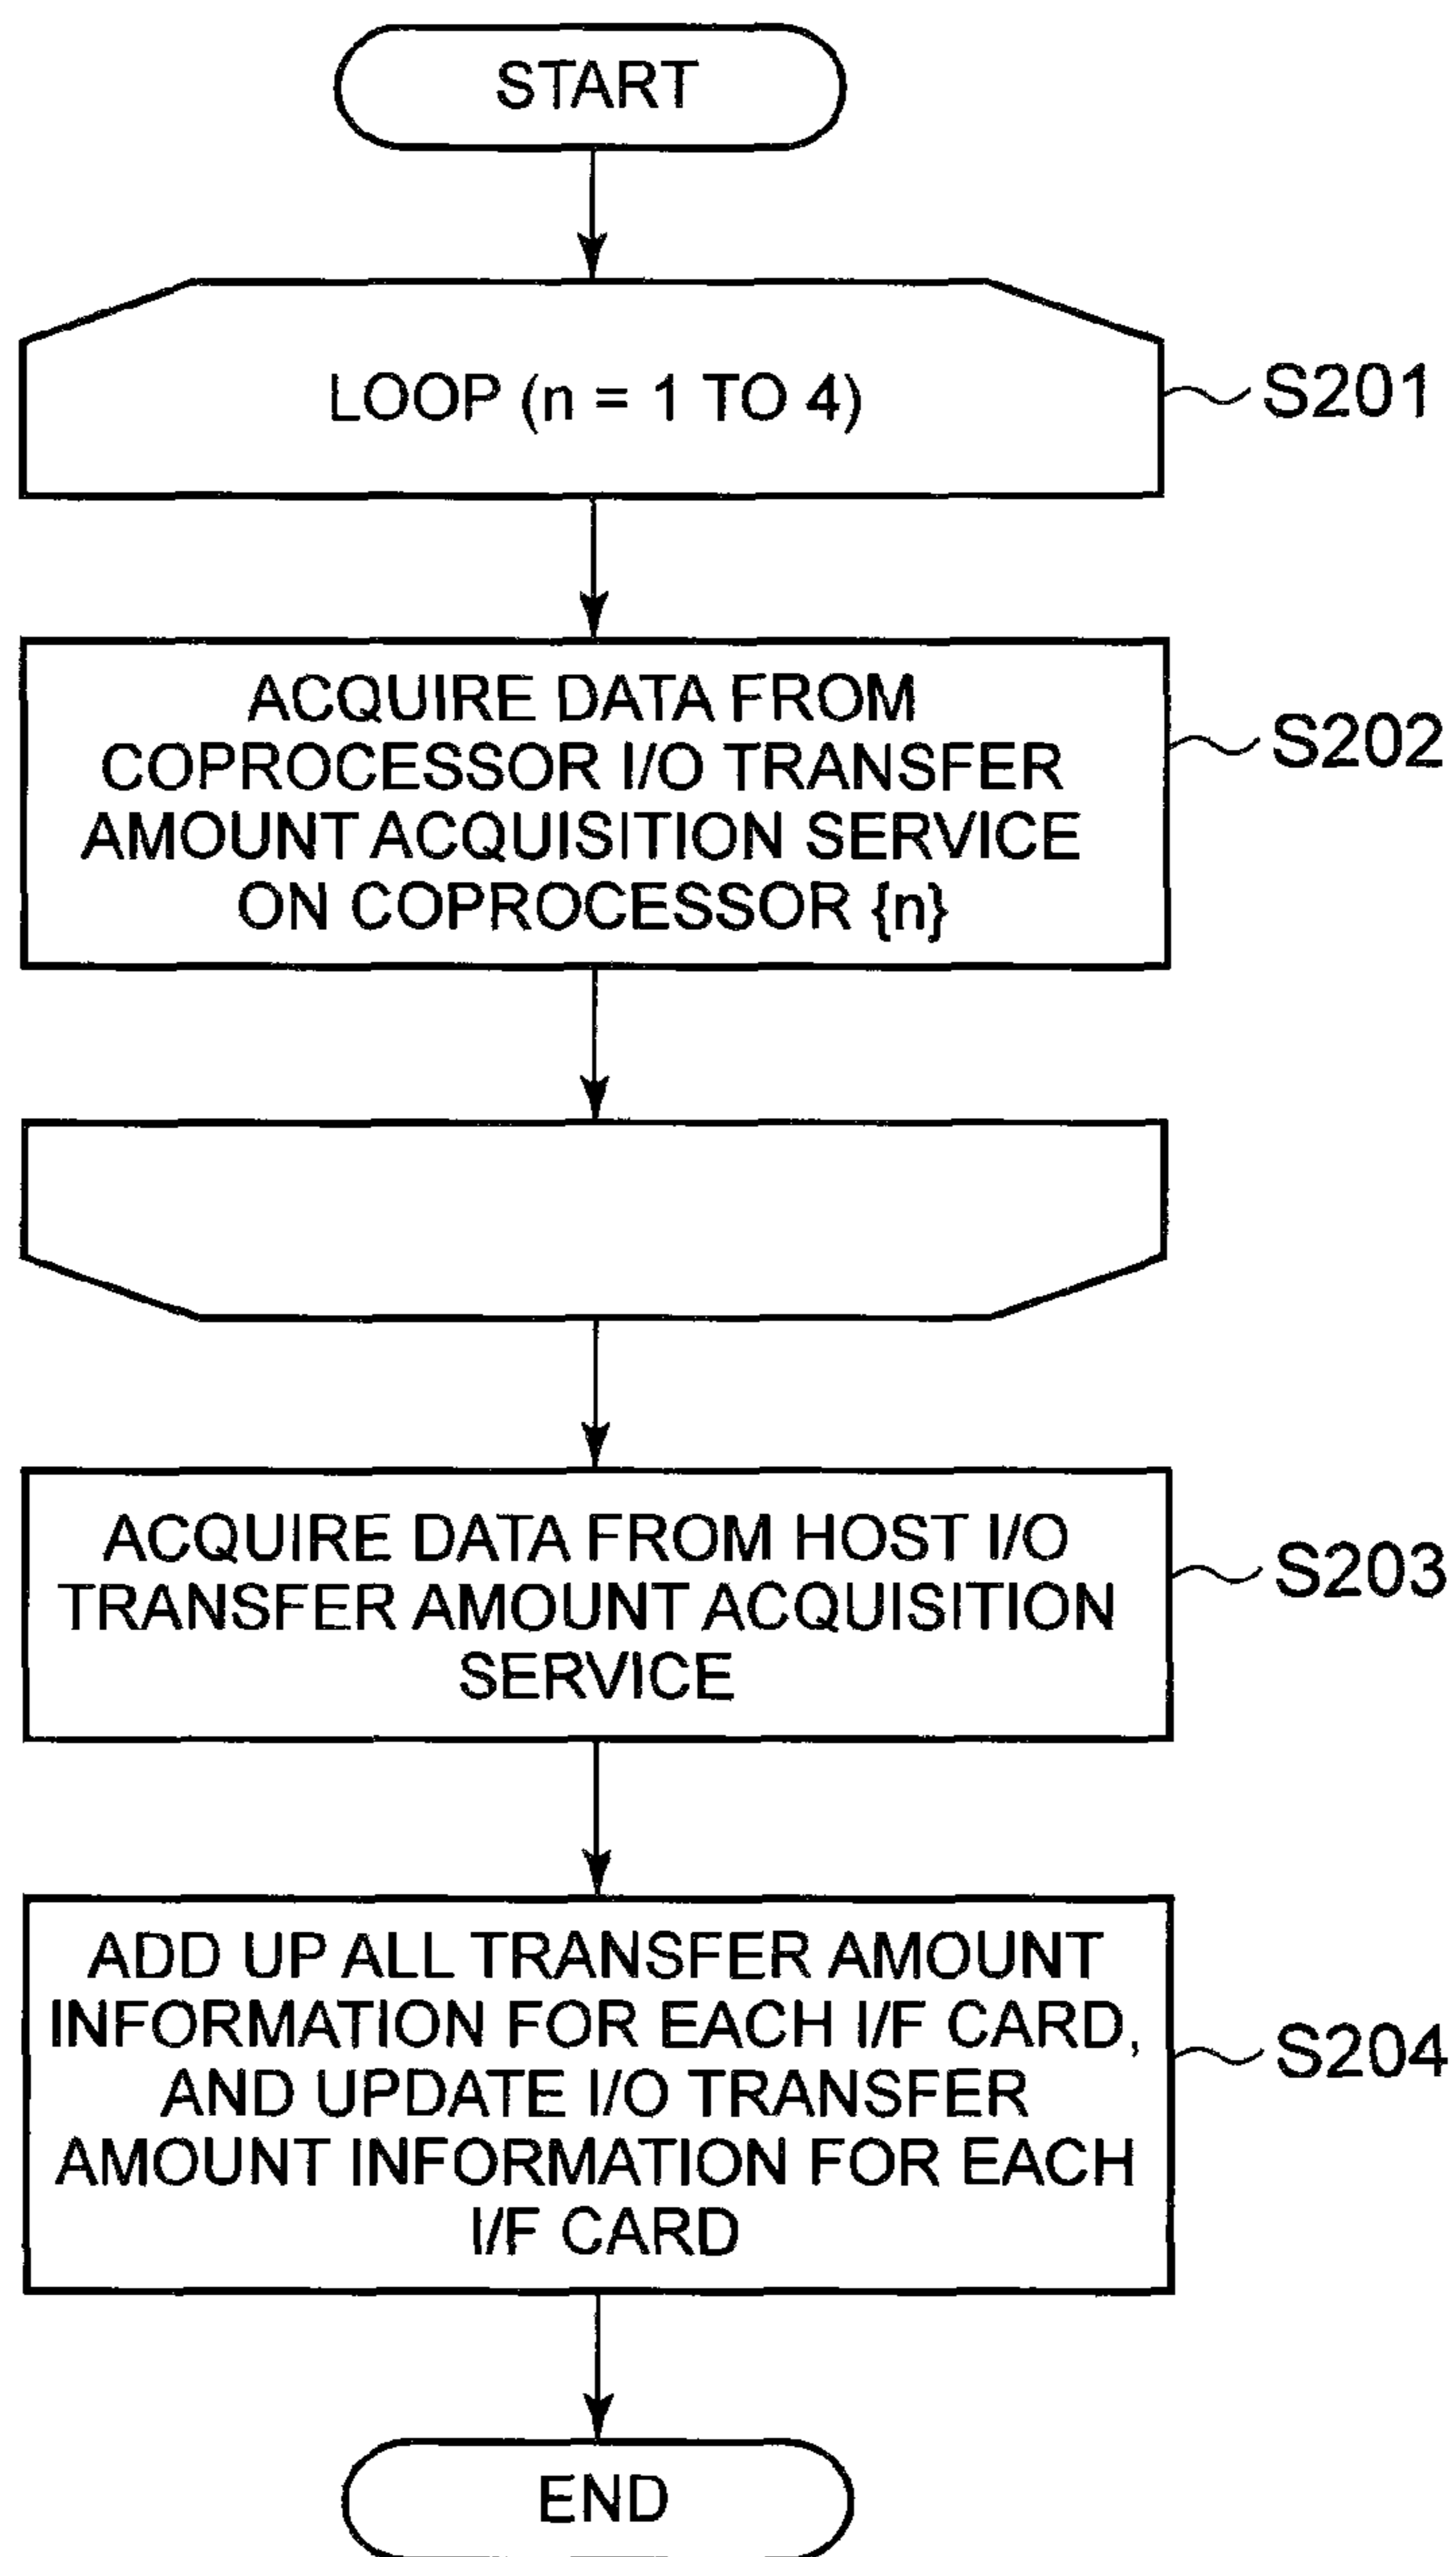 START
LOOP (n = 1 TO 4)
S201
ACQUIRE DATA FROM
COPROCESSOR I/O TRANSFER
AMOUNT ACQUISITION SERVICE
ON COPROCESSOR {n}
S202
ACQUIRE DATA FROM HOST I/O
TRANSFER AMOUNT ACQUISITION
SERVICE
S203
ADD UP ALL TRANSFER AMOUNT
INFORMATION FOR EACH I/F CARD,
AND UPDATE I/O TRANSFER
AMOUNT INFORMATION FOR EACH
I/F CARD
S204
END